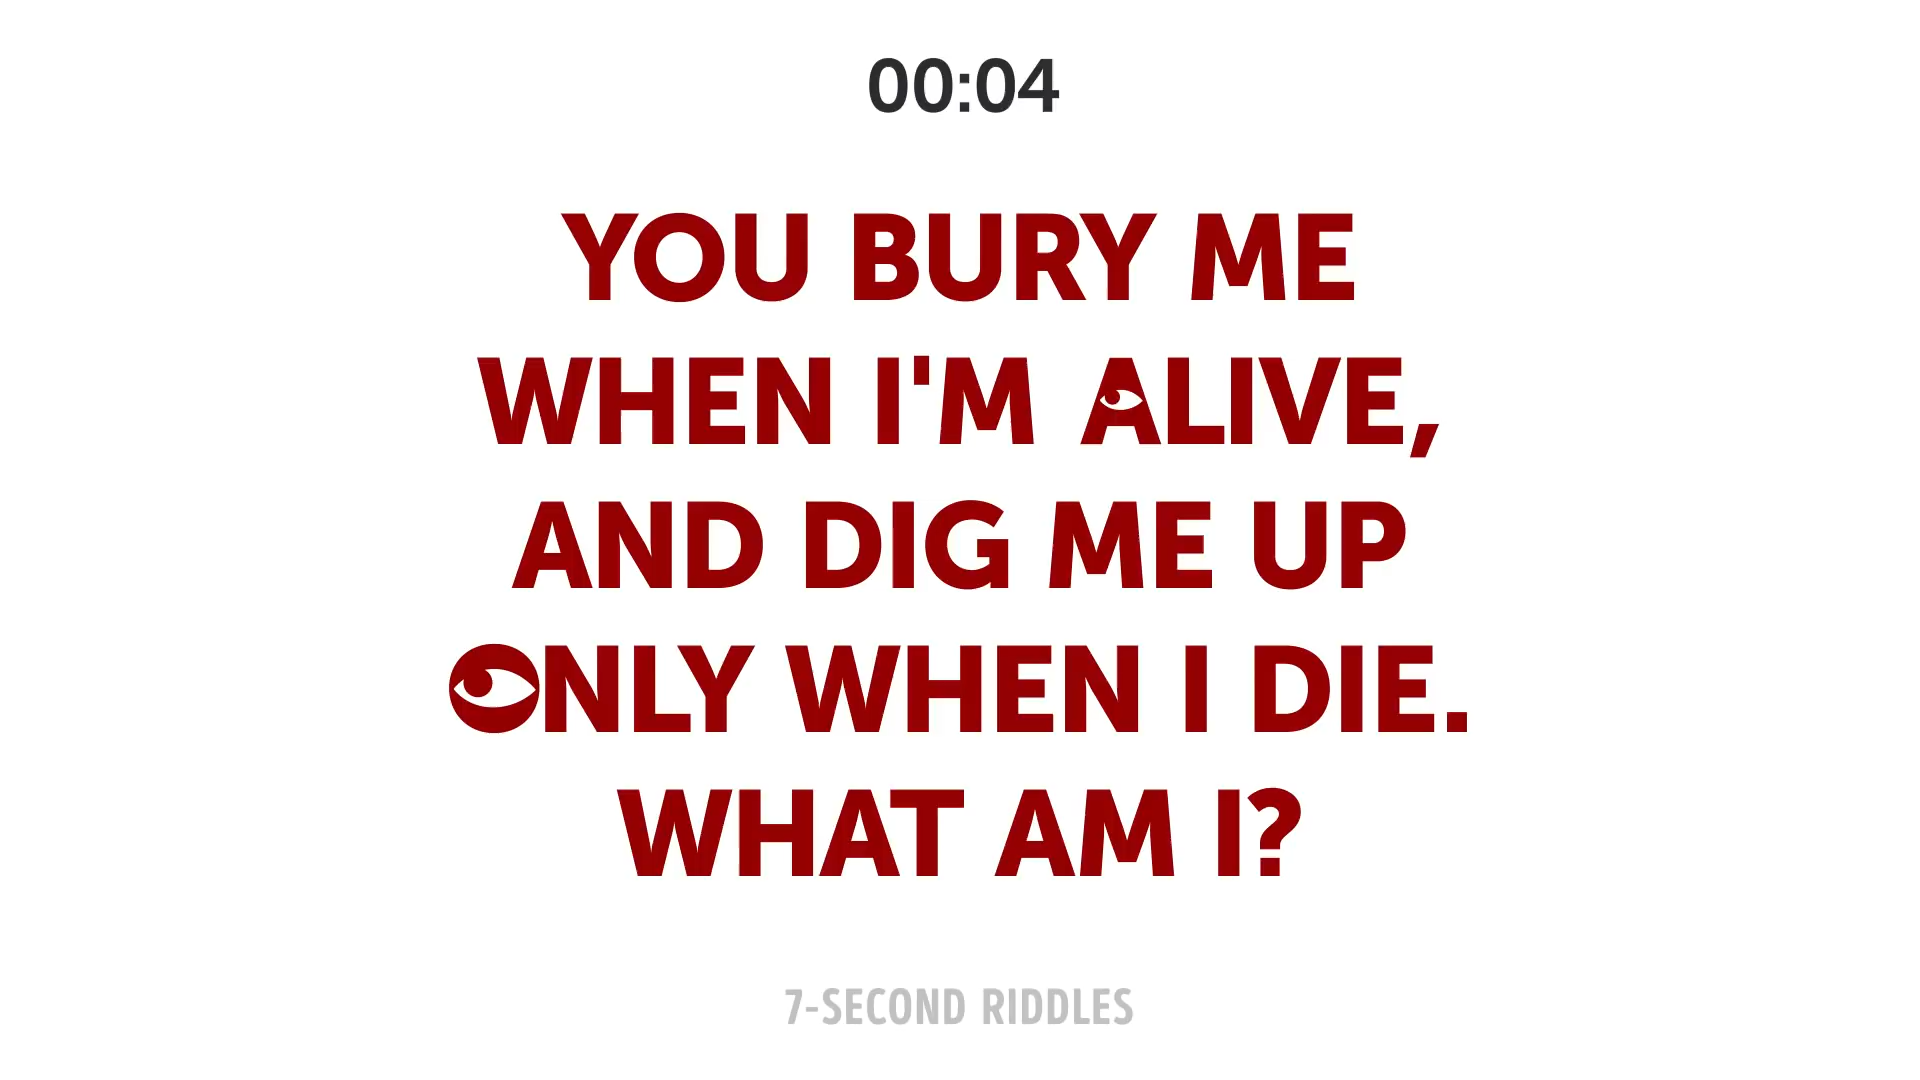 00:04
YOU BURY ME
WHEN I'M ALIVE,
AND DIG ME UP
ONLY WHEN I DIE.
WHAT AM I?
7-SECOND RIDDLES